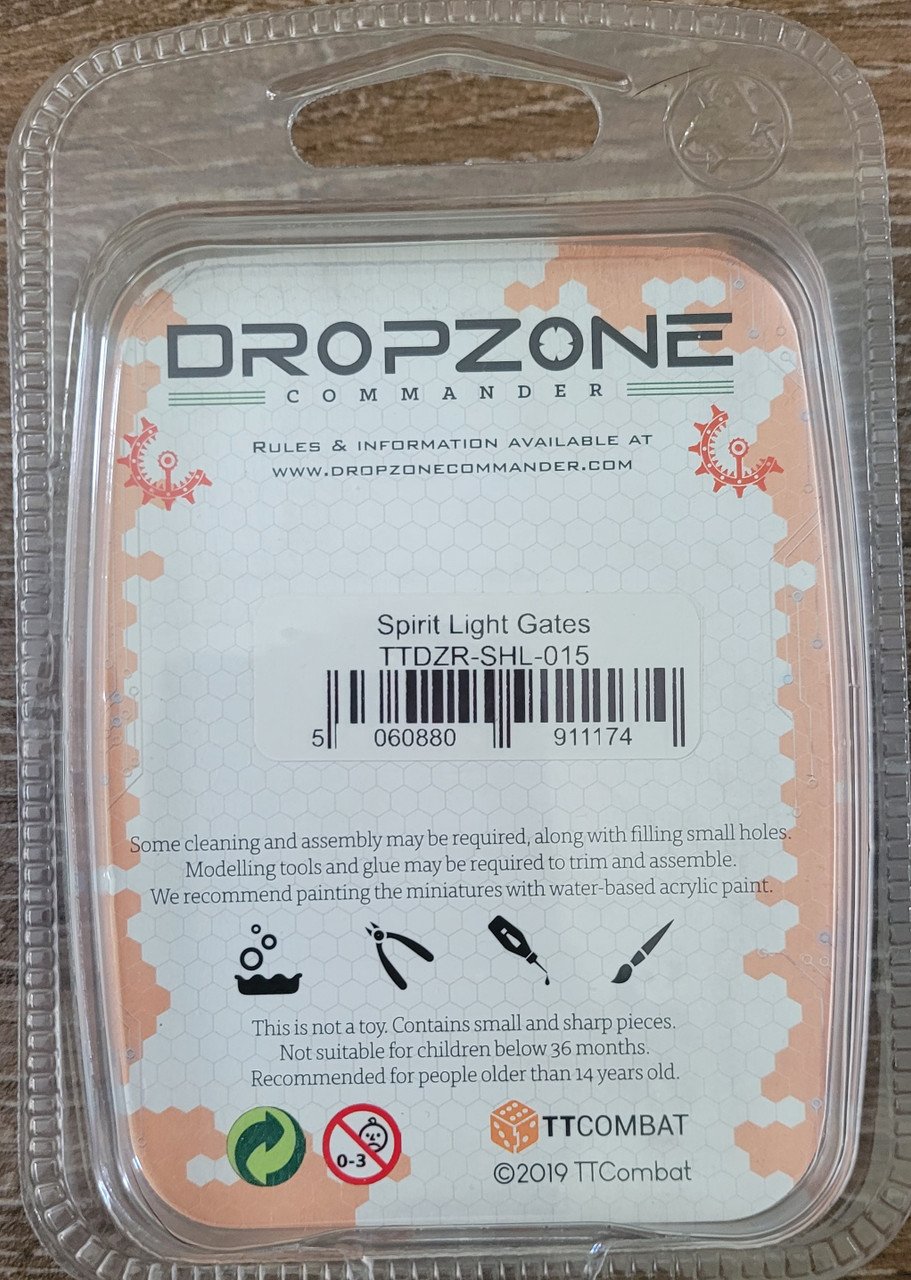 DROPZONE
COMMANDER
RULES & INFORMATION AVAILABLE AT
WWW.DROPZONECOMMANDER.COM
Spirit Light Gates
TTDZR-SHL-015
5 060880 911174
Some cleaning and assembly may be required, along with filling small holes.
Modelling tools and glue may be required to trim and assemble.
We recommend painting the miniatures with water-based acrylic paint.
This is not a toy. Contains small and sharp pieces.
Not suitable for children below 36 months.
Recommended for people older than 14 years old.
0-3
TTCOMBAT
©2019 TTCombat